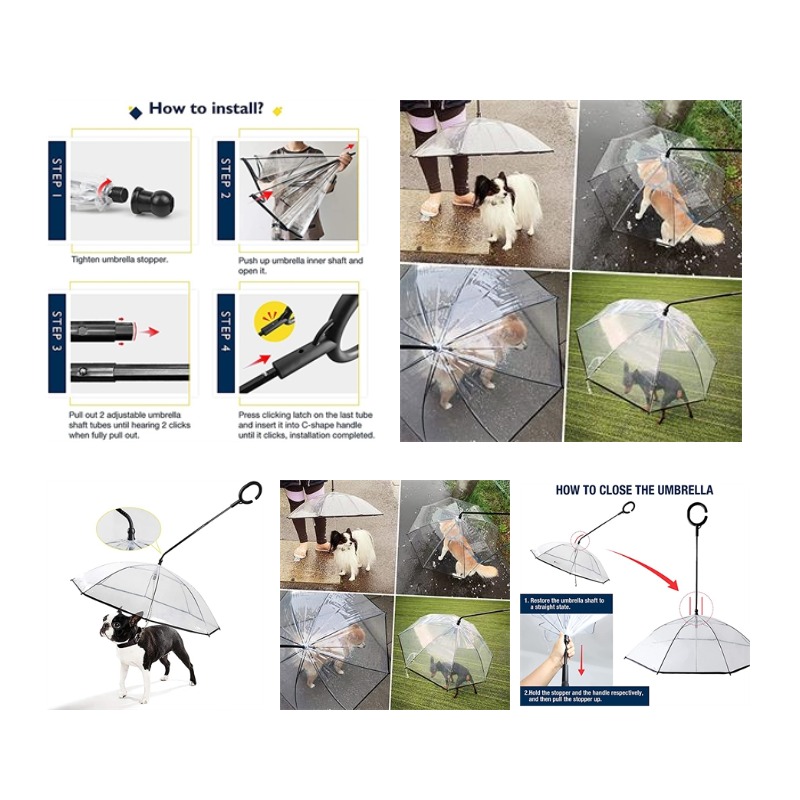 How to install?
STEP 1
Tighten umbrella stopper.
STEP 2
Push up umbrella inner shaft and
open it.
STEP 3
Pull out 2 adjustable umbrella
shaft tubes until hearing 2 clicks
when fully pull out.
STEP 4
Press clicking latch on the last tube
and insert it into C-shape handle
until it clicks, installation completed.
HOW TO CLOSE THE UMBRELLA
1. Restore the umbrella shaft to
a straight state.
2.Hold the stopper and the handle respectively,
and then pull the stopper up.